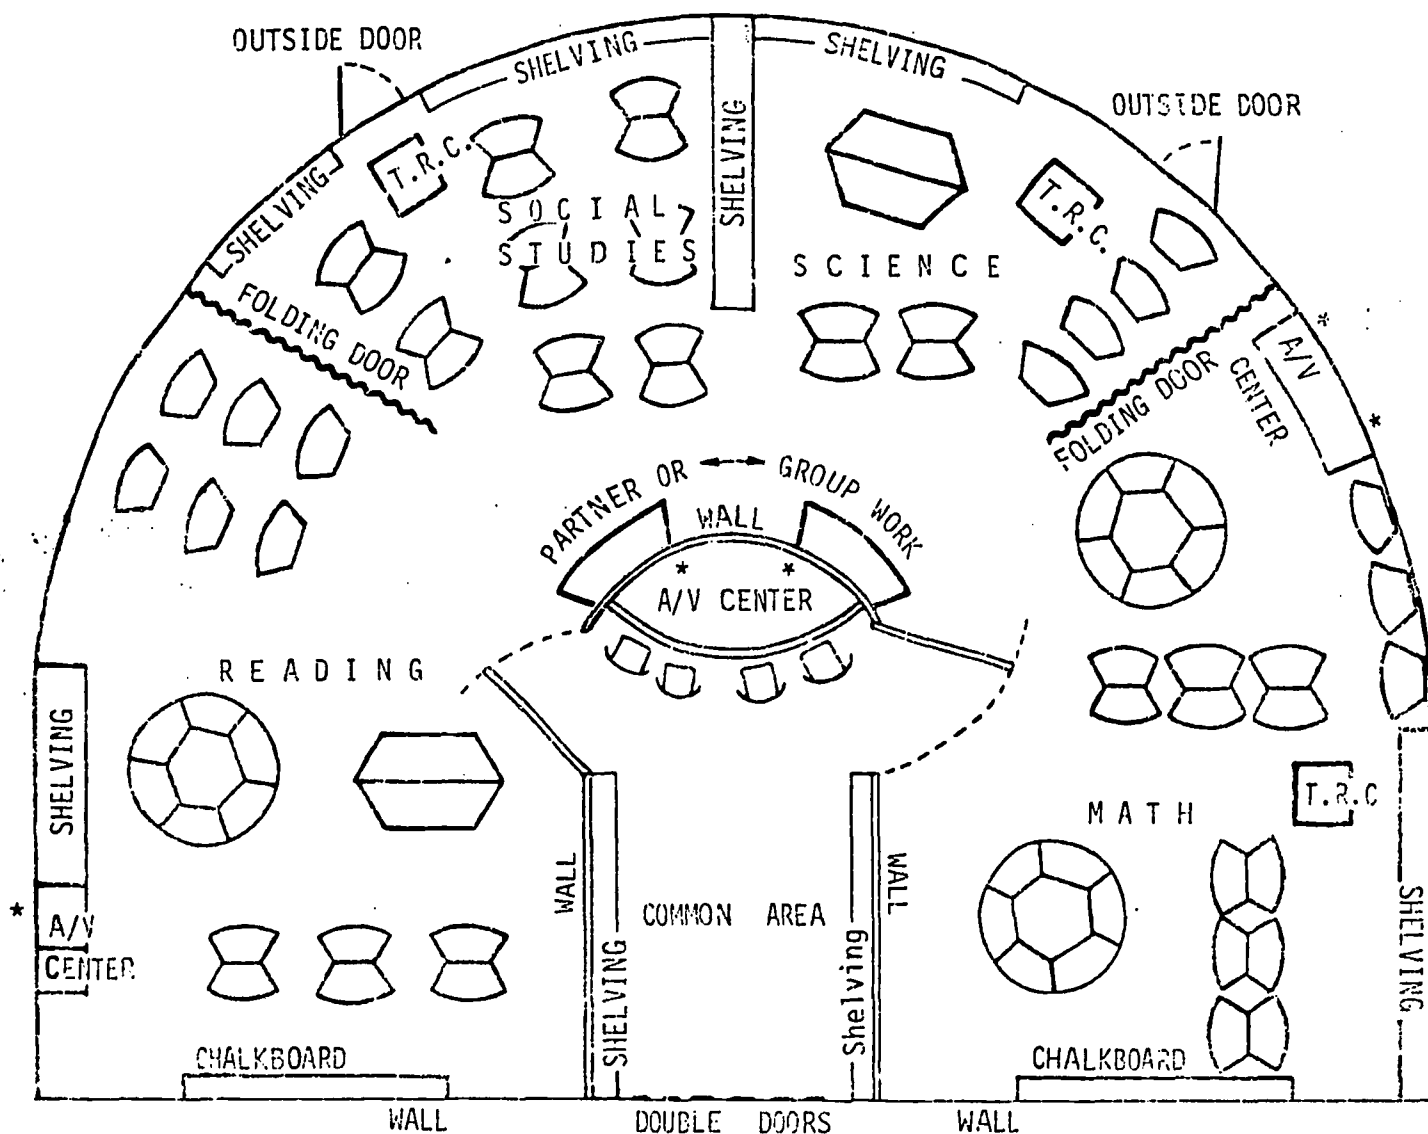 OUTSIDE DOOR
SHELVING
SHELVING
OUTSIDE DOOR
SHELVING
T.R.C.
SHELVING
T.R.C.
SOCIAL
STUDIES
SCIENCE
FOLDING DOOR
FOLDING DOOR
*
A/V
CENTER
*
PARTNER OR
GROUP WORK
WALL
* *
A/V CENTER
READING
SHELVING
T.R.C
MATH
WALL
WALL
*
A/V
CENTER
COMMON AREA
SHELVING
Shelving
SHELVING
CHALKBOARD
CHALKBOARD
WALL
DOUBLE DOORS
WALL